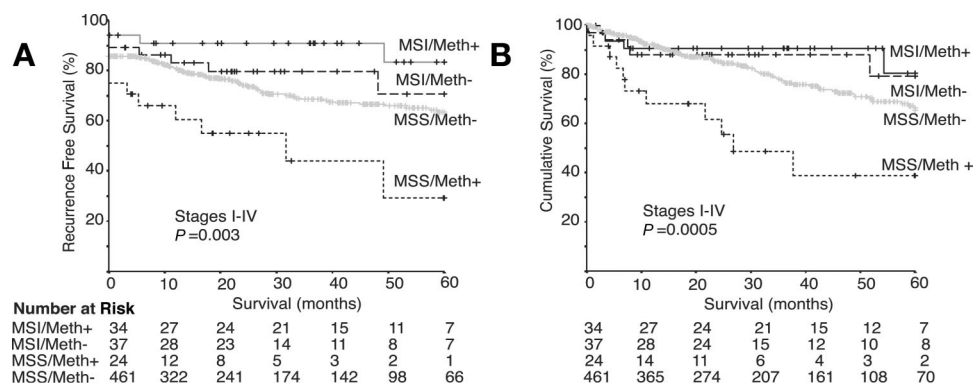 A
Recurrence Free Survival (%)
100
80
60
40
20
MSI/Meth+
MSI/Meth-
MSS/Meth-
MSS/Meth+
Stages I-IV
P=0.003
0 10 20 30 40 50 60
Survival (months)
B
Cumulative Survival (%)
100
80
60
40
20
MSI/Meth+
MSI/Meth-
MSS/Meth-
MSS/Meth +
Stages I-IV
P=0.0005
0 10 20 30 40 50 60
Survival (months)
Number at Risk
MSI/Meth+ 34 27 24 21 15 11 7 34 27 24 21 15 12 7
MSI/Meth- 37 28 23 14 11 8 7 37 28 24 15 12 10 8
MSS/Meth+ 24 12 8 5 3 2 1 24 14 11 6 4 3 2
MSS/Meth- 461 322 241 174 142 98 66 461 365 274 207 161 108 70